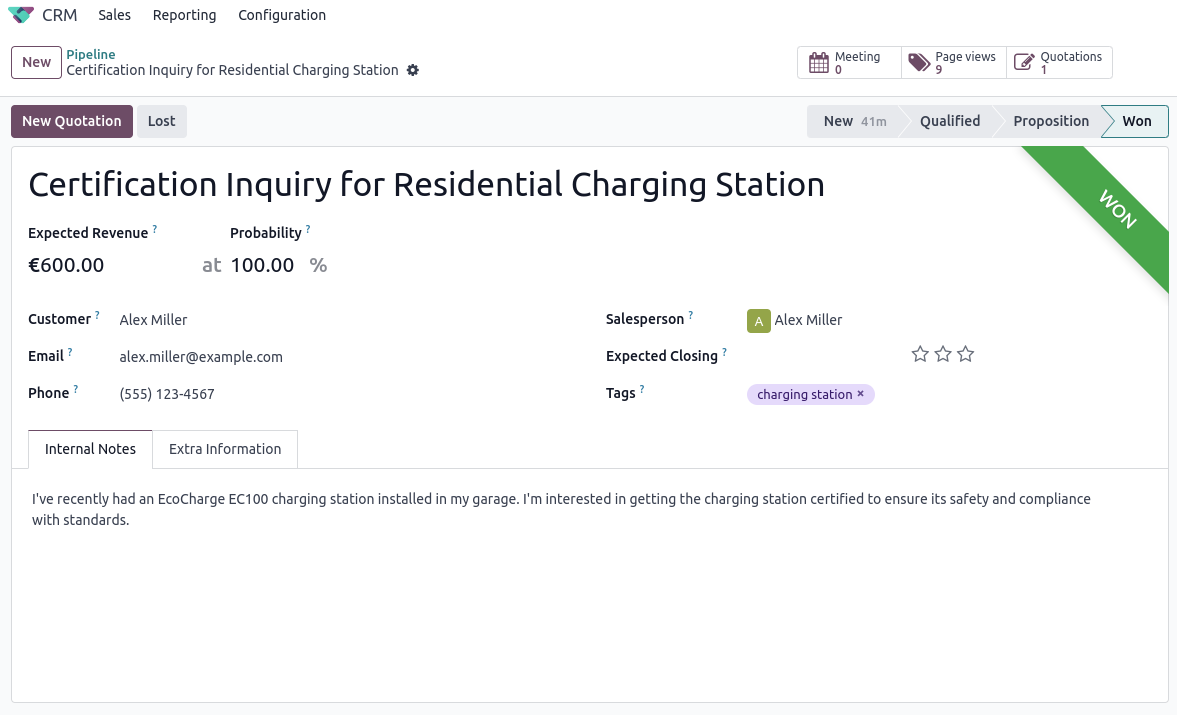 CRM Sales Reporting Configuration
New
Pipeline
Certification Inquiry for Residential Charging Station
Meeting
0
Page views
9
Quotations
1
New Quotation Lost
New 41m Qualified Proposition Won
Certification Inquiry for Residential Charging Station
WON
Expected Revenue ? Probability ?
€600.00 at 100.00 %
Customer ? Alex Miller
Salesperson ? A Alex Miller
Email ? alex.miller@example.com
Expected Closing ?
Phone ? (555) 123-4567
Tags ? charging station ×
Internal Notes Extra Information
I've recently had an EcoCharge EC100 charging station installed in my garage. I'm interested in getting the charging station certified to ensure its safety and compliance
with standards.